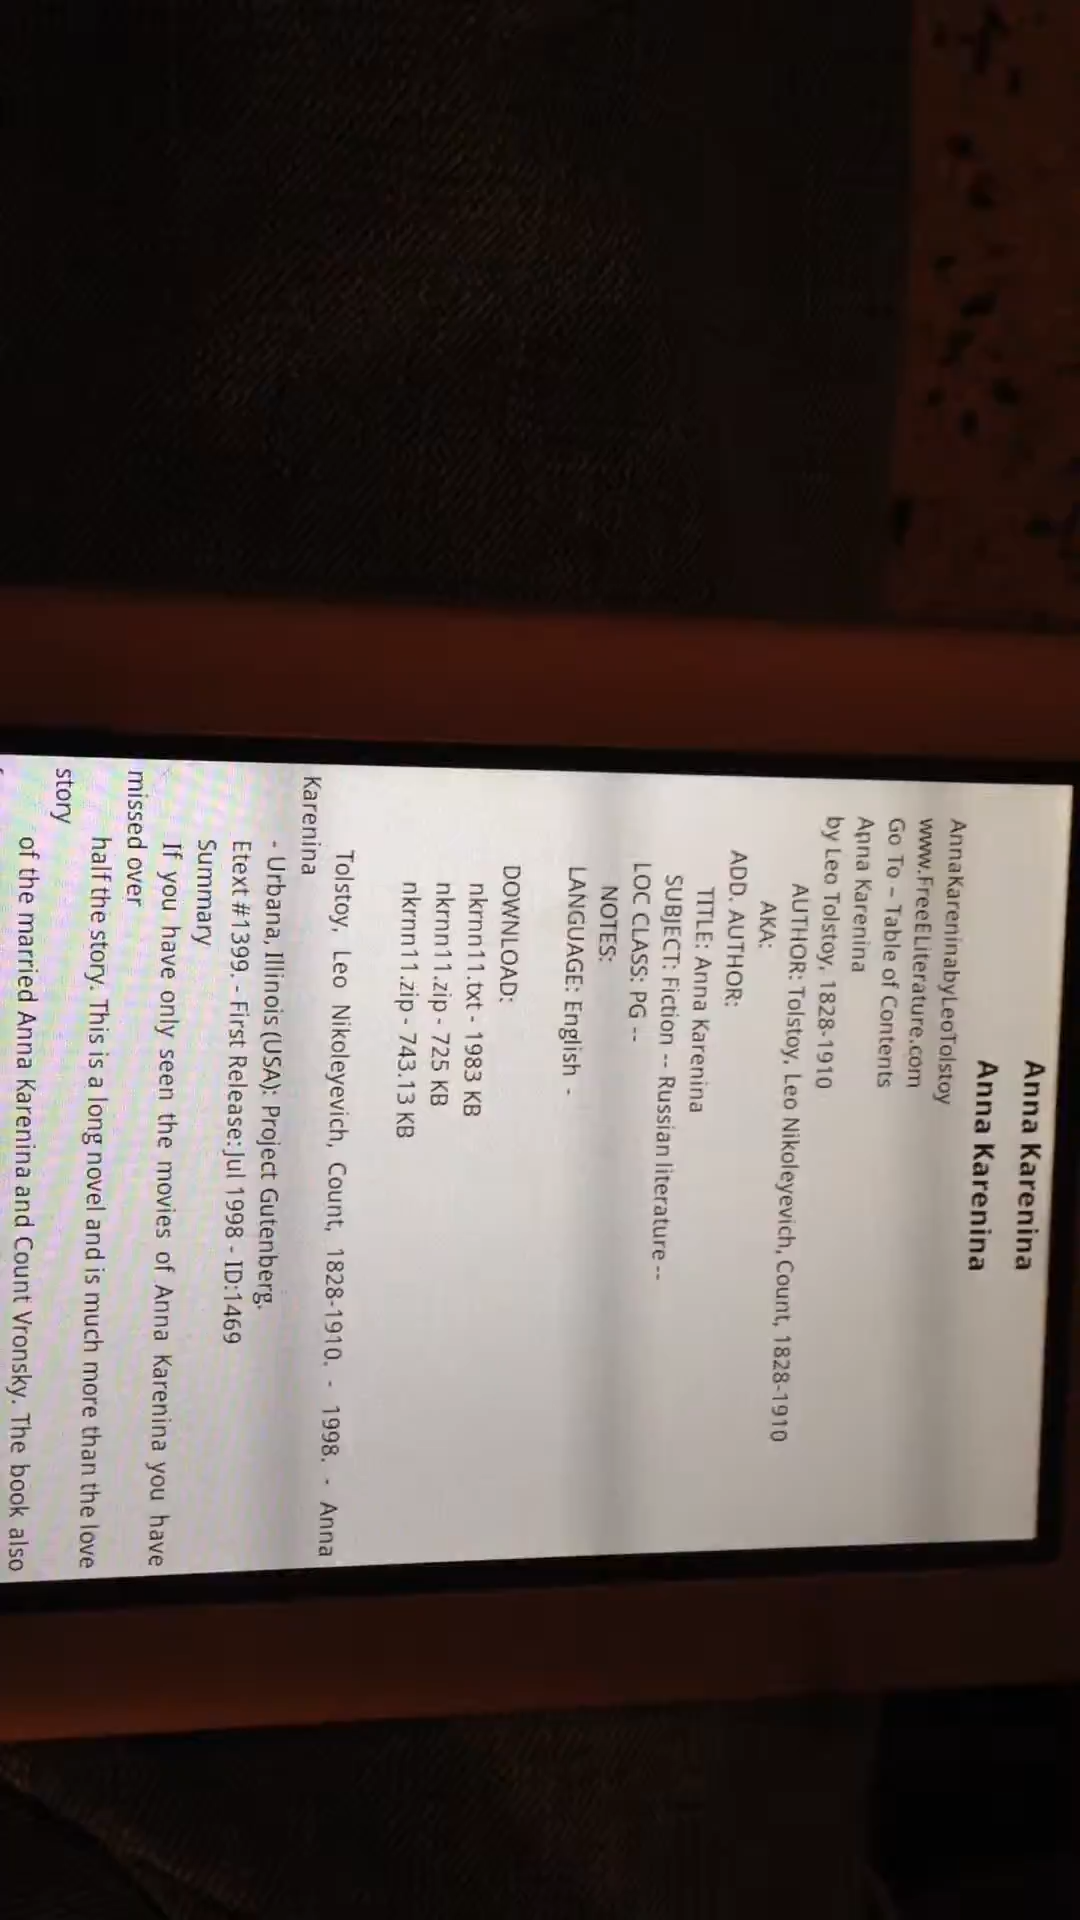 Anna Karenina
Anna Karenina
AnnaKareninabyLeoTolstoy
www.FreeELiterature.com
Go To – Table of Contents
Anna Karenina
by Leo Tolstoy, 1828-1910
AUTHOR: Tolstoy, Leo Nikoleyevich, Count, 1828-1910
AKA:
ADD. AUTHOR:
TITLE: Anna Karenina
SUBJECT: Fiction -- Russian literature --
LOC CLASS: PG --
NOTES:
LANGUAGE: English -
DOWNLOAD:
nkrnn11.txt - 1983 KB
nkrnn11.zip - 725 KB
nkrnn11.zip - 743.13 KB
Tolstoy, Leo Nikoleyevich, Count, 1828-1910. - 1998. - Anna
Karenina
- Urbana, Illinois (USA): Project Gutenberg.
Etext #1399. - First Release: Jul 1998 - ID:1469
Summary
If you have only seen the movies of Anna Karenina you have
missed over
half the story. This is a long novel and is much more than the love
story
of the married Anna Karenina and Count Vronsky. The book also